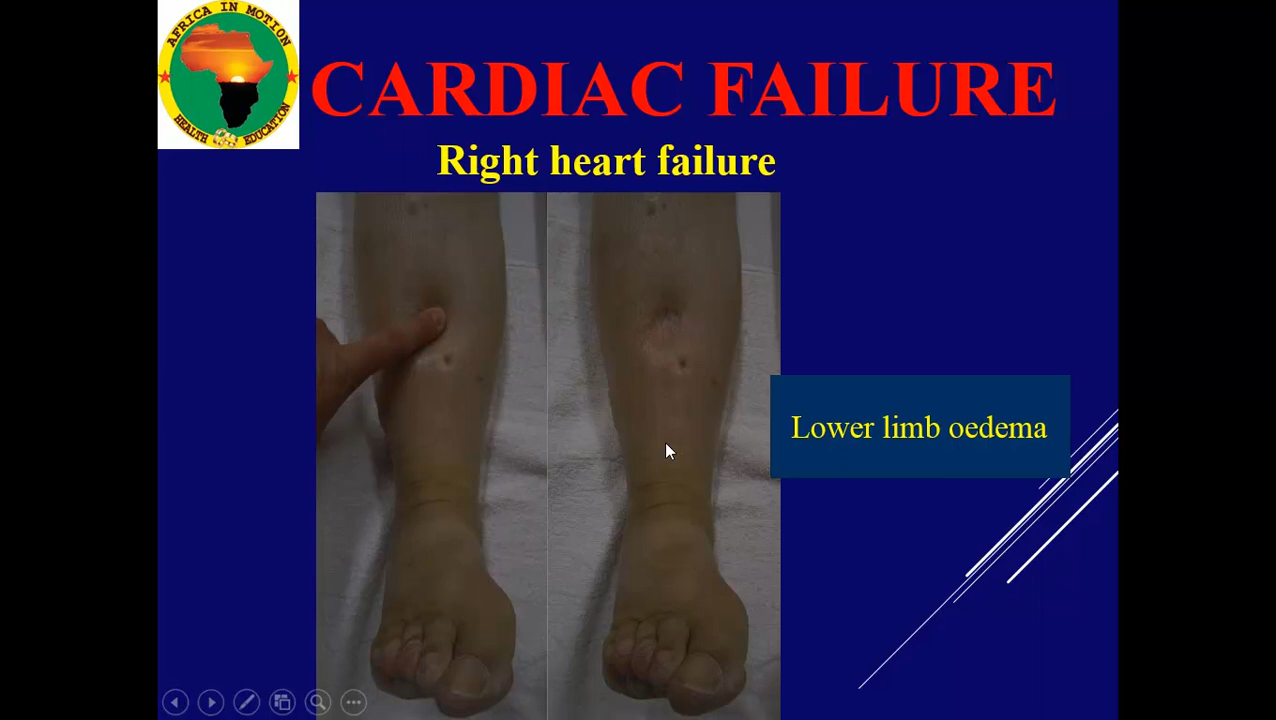 AFRICA IN MOTION
HEALTH EDUCATION
CARDIAC FAILURE
Right heart failure
Lower limb oedema